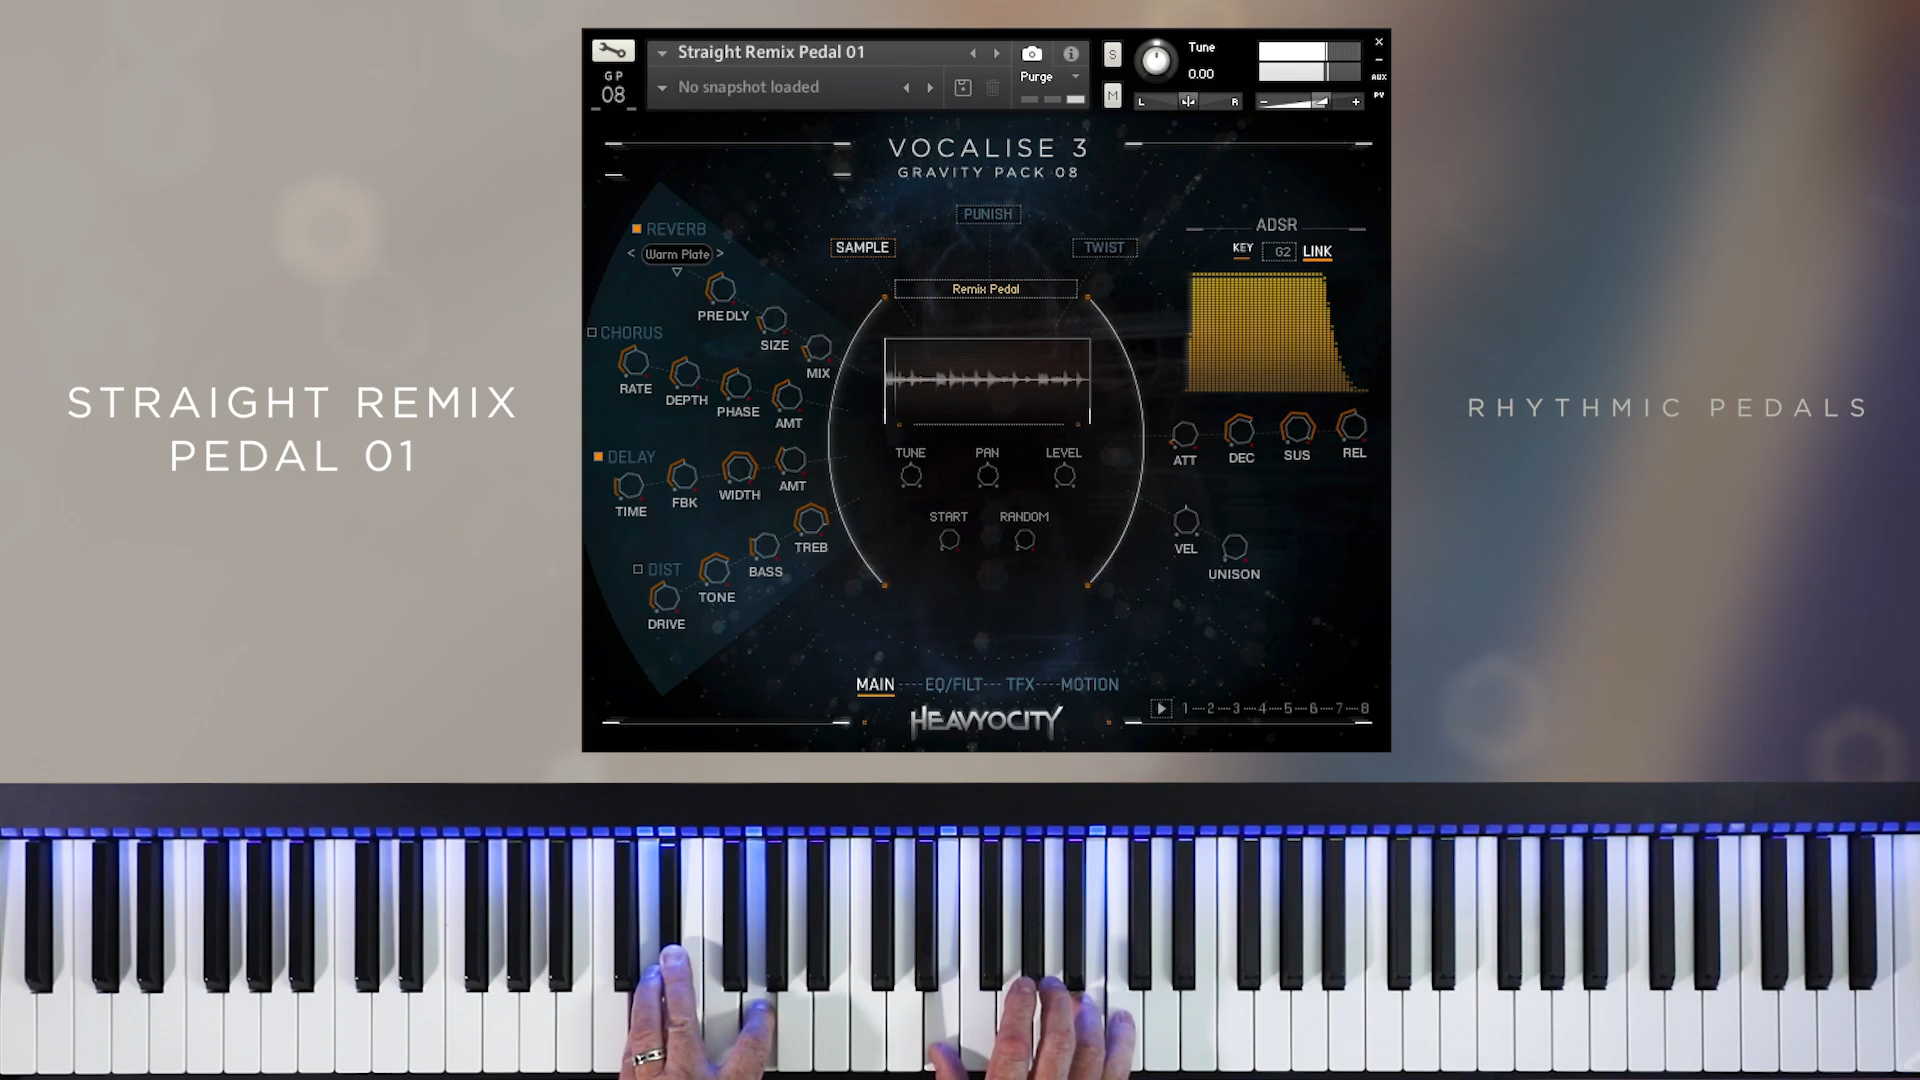 Straight Remix Pedal 01
S
Tune
0.00
GP
08
Purge
No snapshot loaded
M
L
R
AUX
PV
VOCALISE 3
GRAVITY PACK 08
PUNISH
SAMPLE
TWIST
REVERB
Warm Plate
PRE DLY
SIZE
MIX
CHORUS
RATE
DEPTH
PHASE
AMT
DELAY
TIME
FBK
WIDTH
AMT
DIST
DRIVE
TONE
BASS
TREB
Remix Pedal
TUNE
PAN
LEVEL
START
RANDOM
ADSR
KEY
G2
LINK
ATT
DEC
SUS
REL
VEL
UNISON
MAIN
EQ/FILT
TFX
MOTION
HEAVYOCITY
1 2 3 4 5 6 7 8
STRAIGHT REMIX
PEDAL 01
RHYTHMIC PEDALS